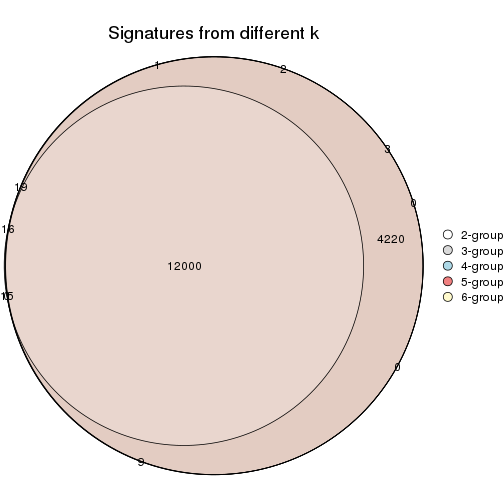 Signatures from different k
1
2
3
19
0
16
4220
12000
15
0
9
2-group
3-group
4-group
5-group
6-group